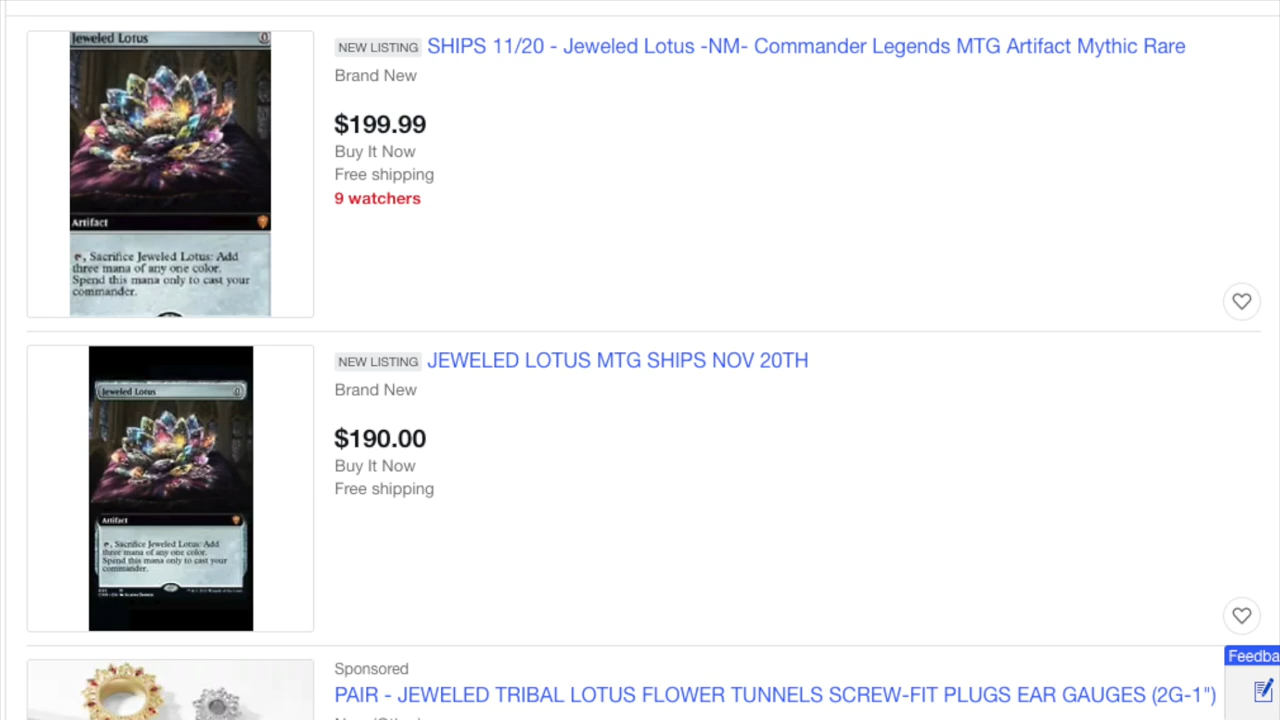 Jeweled Lotus
Artifact
, Sacrifice Jeweled Lotus: Add
three mana of any one color.
Spend this mana only to cast your
commander.
NEW LISTING SHIPS 11/20 - Jeweled Lotus -NM- Commander Legends MTG Artifact Mythic Rare
Brand New
$199.99
Buy It Now
Free shipping
9 watchers
Jeweled Lotus
Artifact
, Sacrifice Jeweled Lotus: Add
three mana of any one color.
Spend this mana only to cast your
commander.
NEW LISTING JEWELED LOTUS MTG SHIPS NOV 20TH
Brand New
$190.00
Buy It Now
Free shipping
Feedba
Sponsored
PAIR - JEWELED TRIBAL LOTUS FLOWER TUNNELS SCREW-FIT PLUGS EAR GAUGES (2G-1")